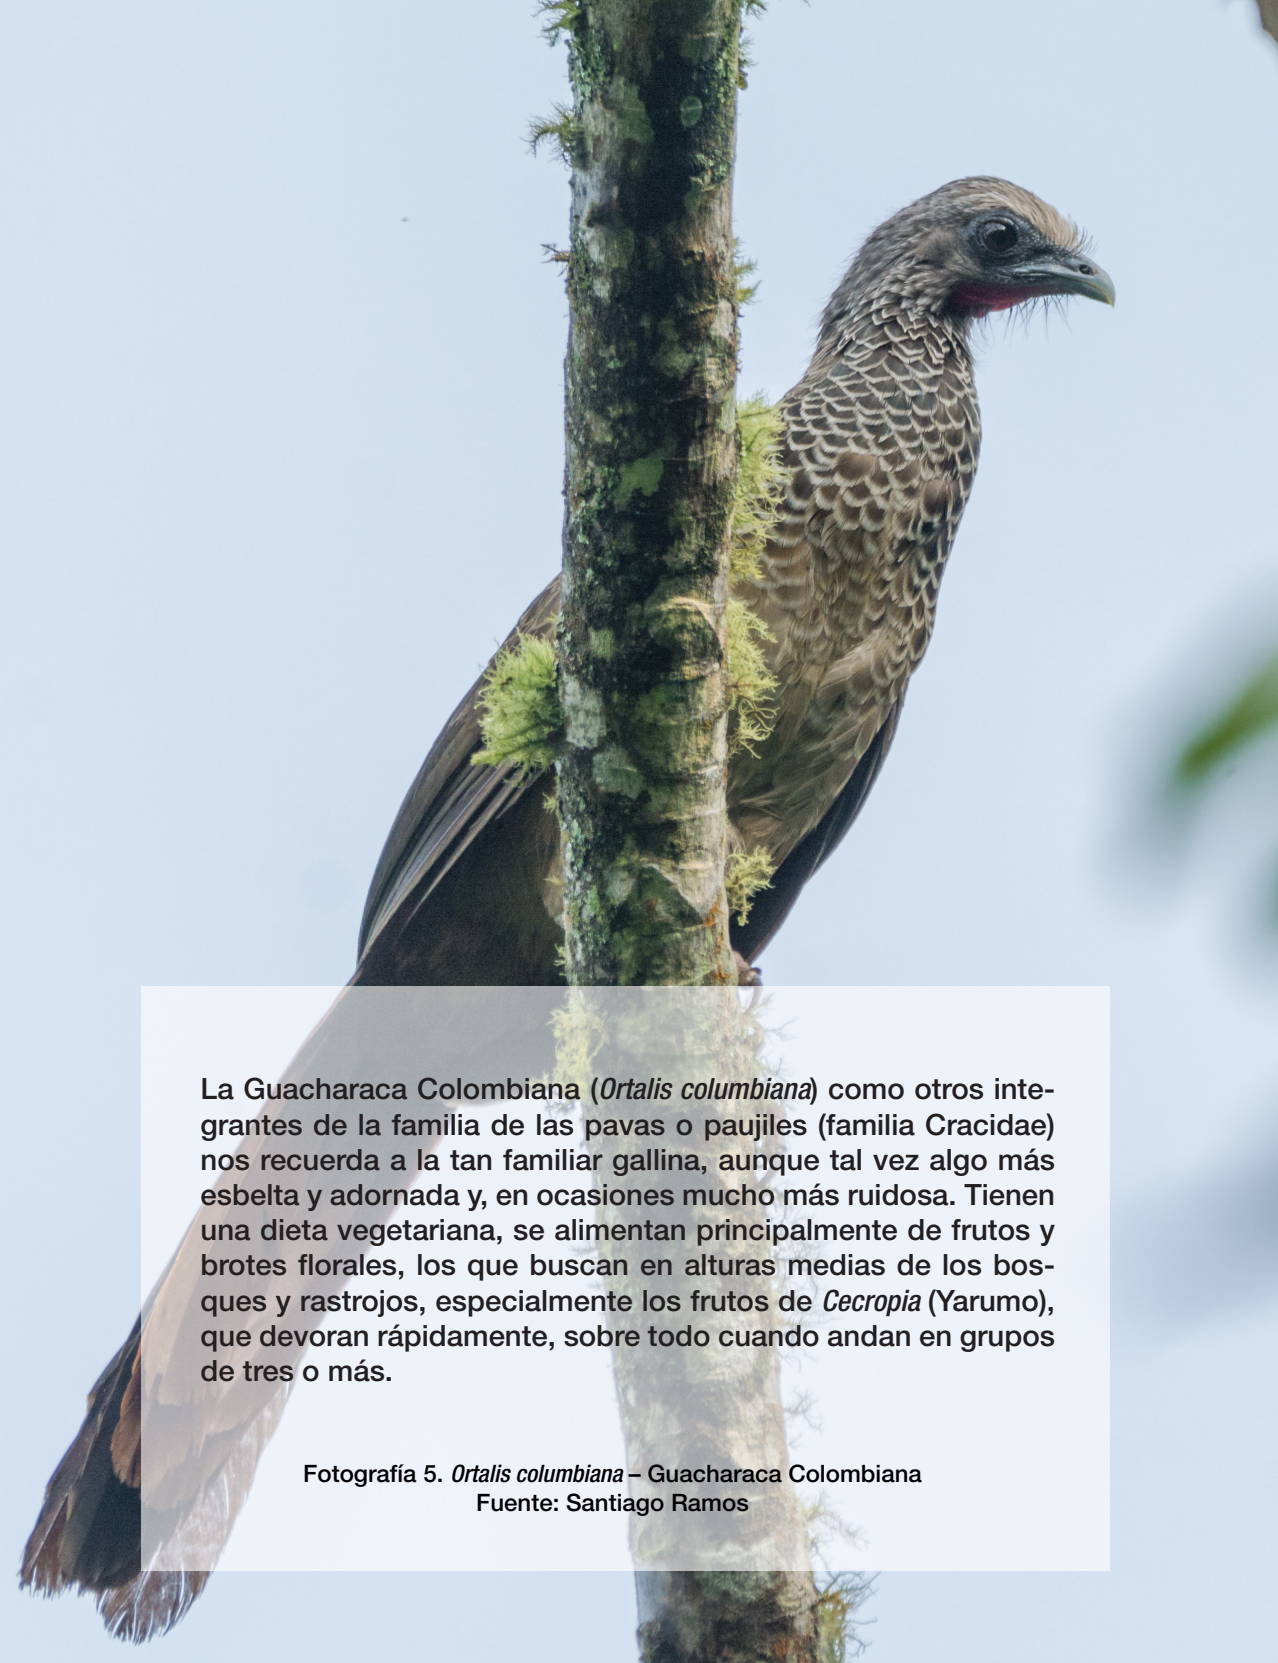 La Guacharaca Colombiana (Ortalis columbiana) como otros inte-
grantes de la familia de las pavas o paujiles (familia Cracidae)
nos recuerda a la tan familiar gallina, aunque tal vez algo más
esbelta y adornada y, en ocasiones mucho más ruidosa. Tienen
una dieta vegetariana, se alimentan principalmente de frutos y
brotes florales, los que buscan en alturas medias de los bos-
ques y rastrojos, especialmente los frutos de Cecropia (Yarumo),
que devoran rápidamente, sobre todo cuando andan en grupos
de tres o más.
Fotografía 5. Ortalis columbiana – Guacharaca Colombiana
Fuente: Santiago Ramos